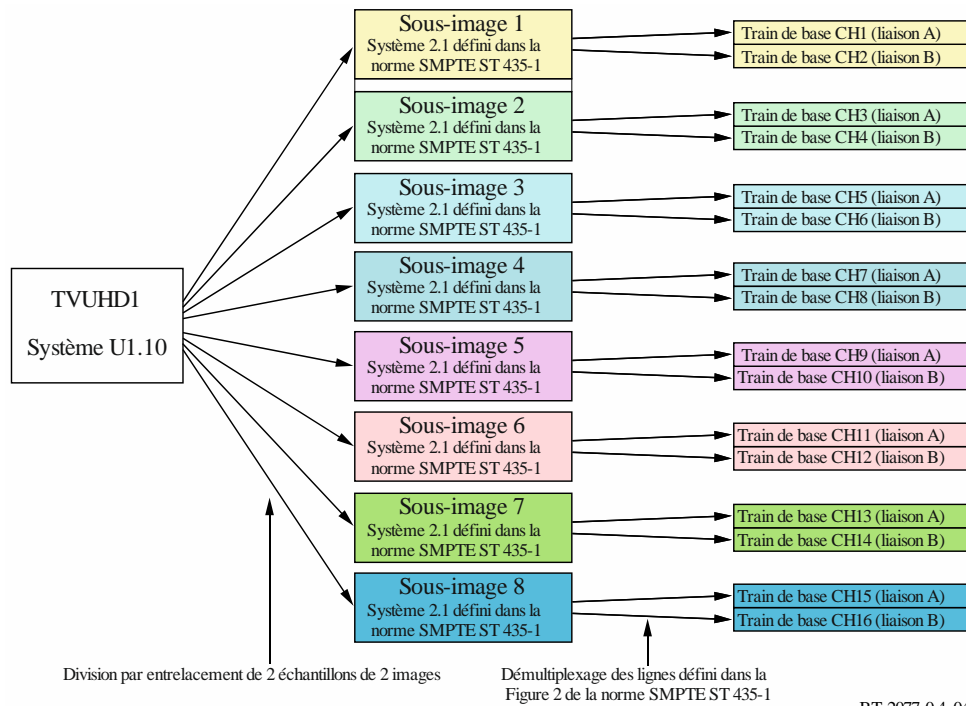 TVUHD1
Système U1.10
Sous-image 1
Système 2.1 défini dans la
norme SMPTE ST 435-1
Train de base CH1 (liaison A)
Train de base CH2 (liaison B)
Sous-image 2
Système 2.1 défini dans la
norme SMPTE ST 435-1
Train de base CH3 (liaison A)
Train de base CH4 (liaison B)
Sous-image 3
Système 2.1 défini dans la
norme SMPTE ST 435-1
Train de base CH5 (liaison A)
Train de base CH6 (liaison B)
Sous-image 4
Système 2.1 défini dans la
norme SMPTE ST 435-1
Train de base CH7 (liaison A)
Train de base CH8 (liaison B)
Sous-image 5
Système 2.1 défini dans la
norme SMPTE ST 435-1
Train de base CH9 (liaison A)
Train de base CH10 (liaison B)
Sous-image 6
Système 2.1 défini dans la
norme SMPTE ST 435-1
Train de base CH11 (liaison A)
Train de base CH12 (liaison B)
Sous-image 7
Système 2.1 défini dans la
norme SMPTE ST 435-1
Train de base CH13 (liaison A)
Train de base CH14 (liaison B)
Sous-image 8
Système 2.1 défini dans la
norme SMPTE ST 435-1
Train de base CH15 (liaison A)
Train de base CH16 (liaison B)
Division par entrelacement de 2 échantillons de 2 images
Démultiplexage des lignes défini dans la
Figure 2 de la norme SMPTE ST 435-1